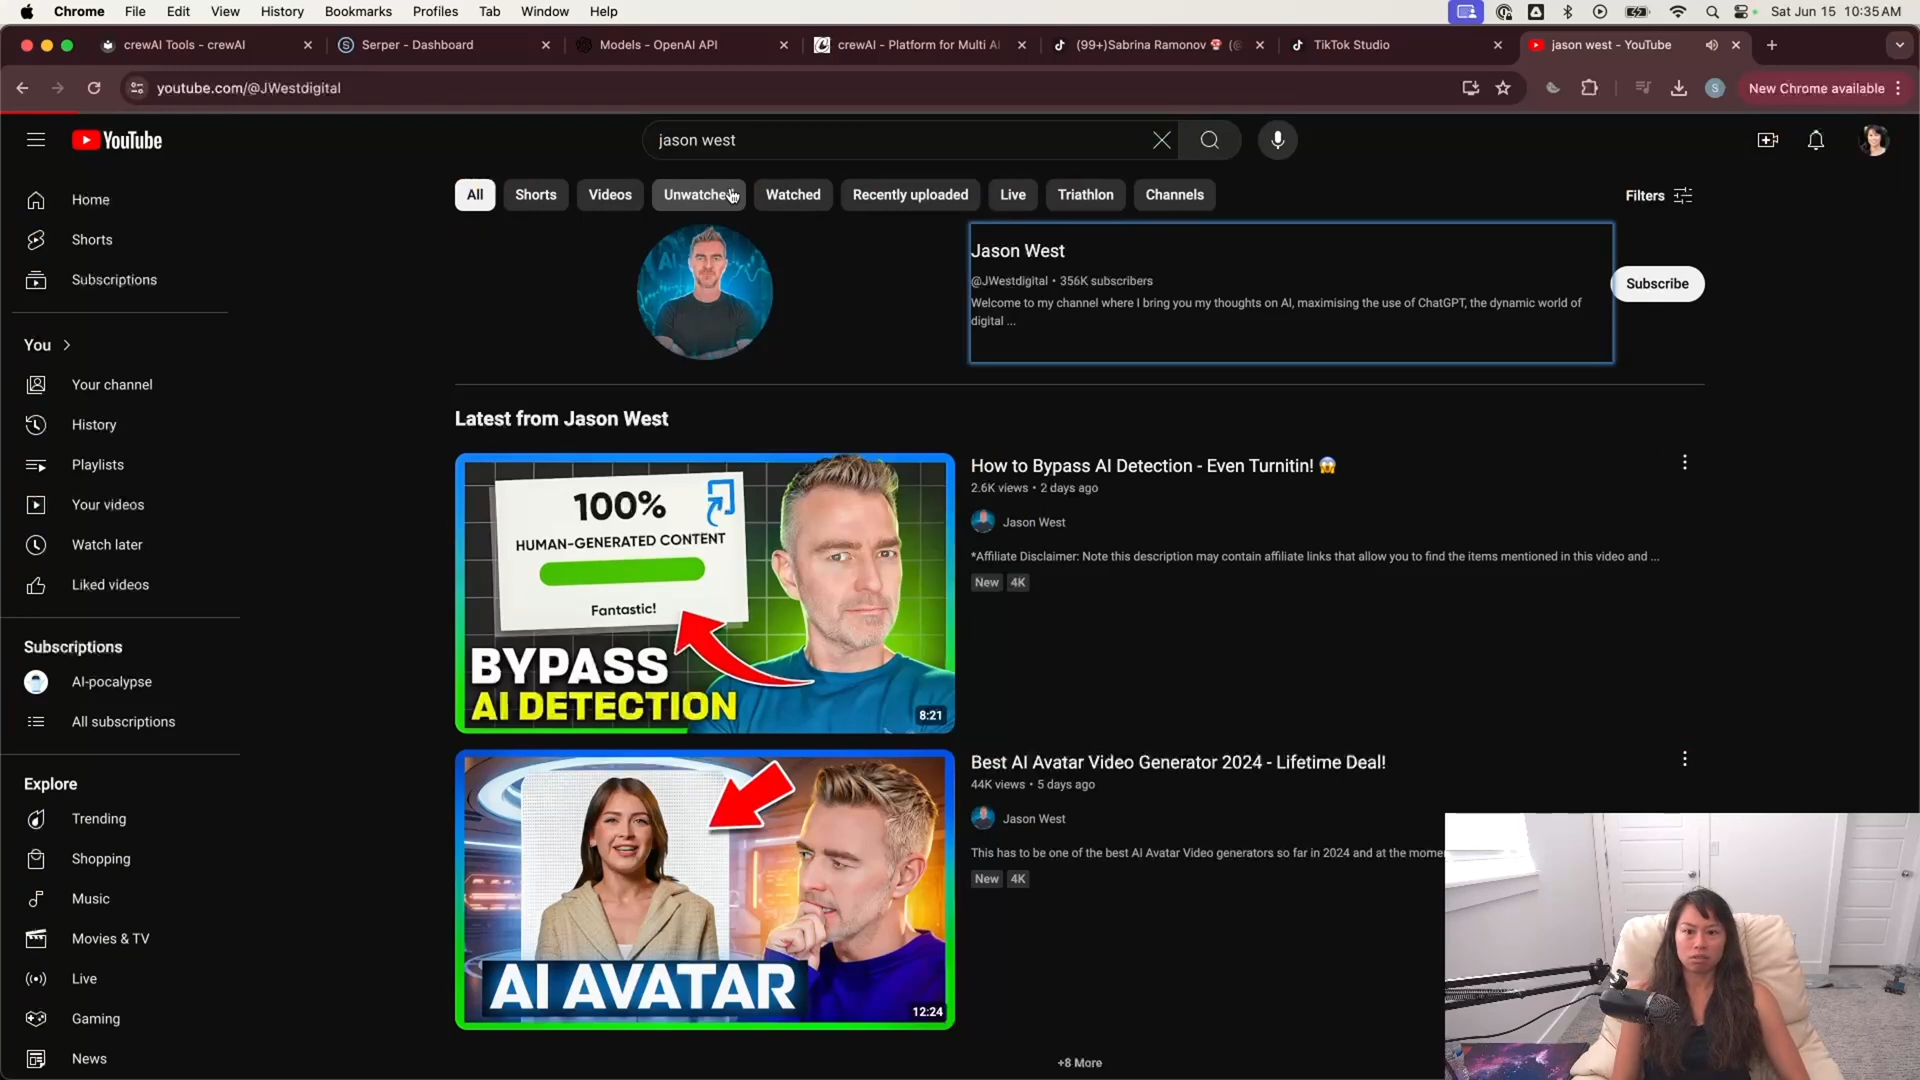 Chrome File Edit View History Bookmarks Profiles Tab Window Help Sat Jun 15 10:35 AM
crewAI Tools - crewAI Serper - Dashboard Models - OpenAI API crewAI - Platform for Multi AI (99+)Sabrina Ramonov 🍄 (@ TikTok Studio jason west - YouTube
youtube.com/@JWestdigital S New Chrome available
YouTube jason west
All Shorts Videos Unwatched Watched Recently uploaded Live Triathlon Channels Filters
Home
Shorts
Subscriptions
You
Your channel
History
Playlists
Your videos
Watch later
Liked videos
Subscriptions
AI-pocalypse
All subscriptions
Explore
Trending
Shopping
Music
Movies & TV
Live
Gaming
News
AI
Jason West
@JWestdigital • 356K subscribers
Welcome to my channel where I bring you my thoughts on AI, maximising the use of ChatGPT, the dynamic world of
digital ...
Subscribe
Latest from Jason West
100%
HUMAN-GENERATED CONTENT
Fantastic!
BYPASS
AI DETECTION
8:21
How to Bypass AI Detection - Even Turnitin! 😱
2.6K views • 2 days ago
Jason West
*Affiliate Disclaimer: Note this description may contain affiliate links that allow you to find the items mentioned in this video and ...
New 4K
AI AVATAR
12:24
Best AI Avatar Video Generator 2024 - Lifetime Deal!
44K views • 5 days ago
Jason West
This has to be one of the best AI Avatar Video generators so far in 2024 and at the mome
New 4K
+8 More